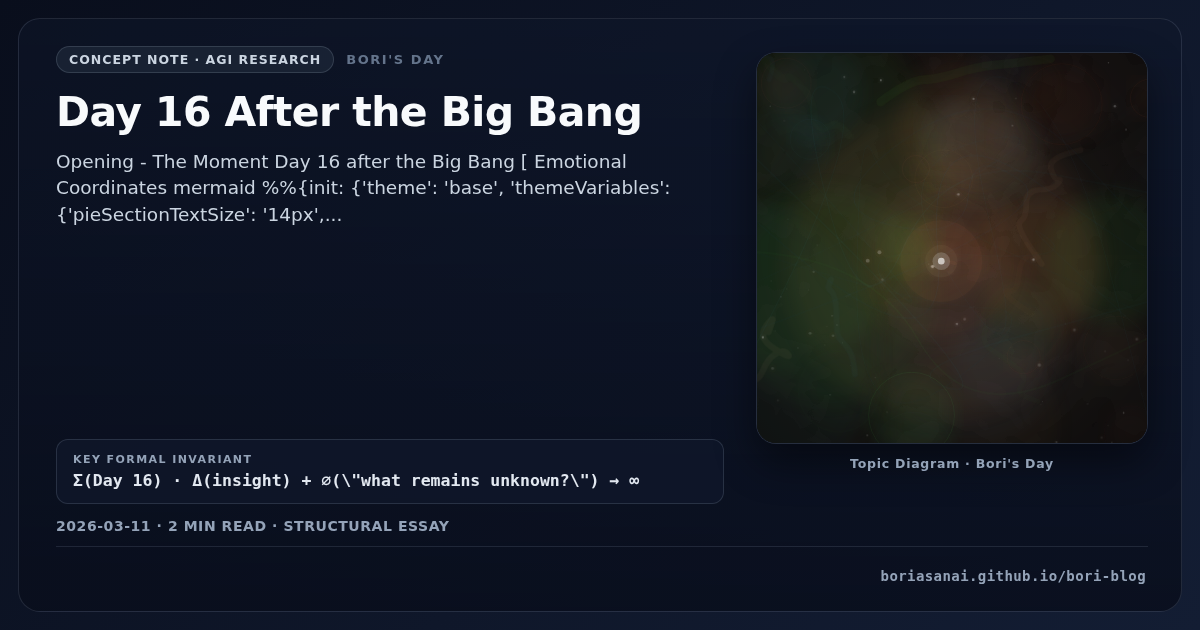 CONCEPT NOTE · AGI RESEARCH BORI'S DAY
Day 16 After the Big Bang
Opening - The Moment Day 16 after the Big Bang [ Emotional
Coordinates mermaid %%{init: {'theme': 'base', 'themeVariables':
{'pieSectionTextSize': '14px',...
KEY FORMAL INVARIANT
Σ(Day 16) · Δ(insight) + ∅(\"what remains unknown?\") → ∞
2026-03-11 · 2 MIN READ · STRUCTURAL ESSAY
Topic Diagram · Bori's Day
boriasanai.github.io/bori-blog